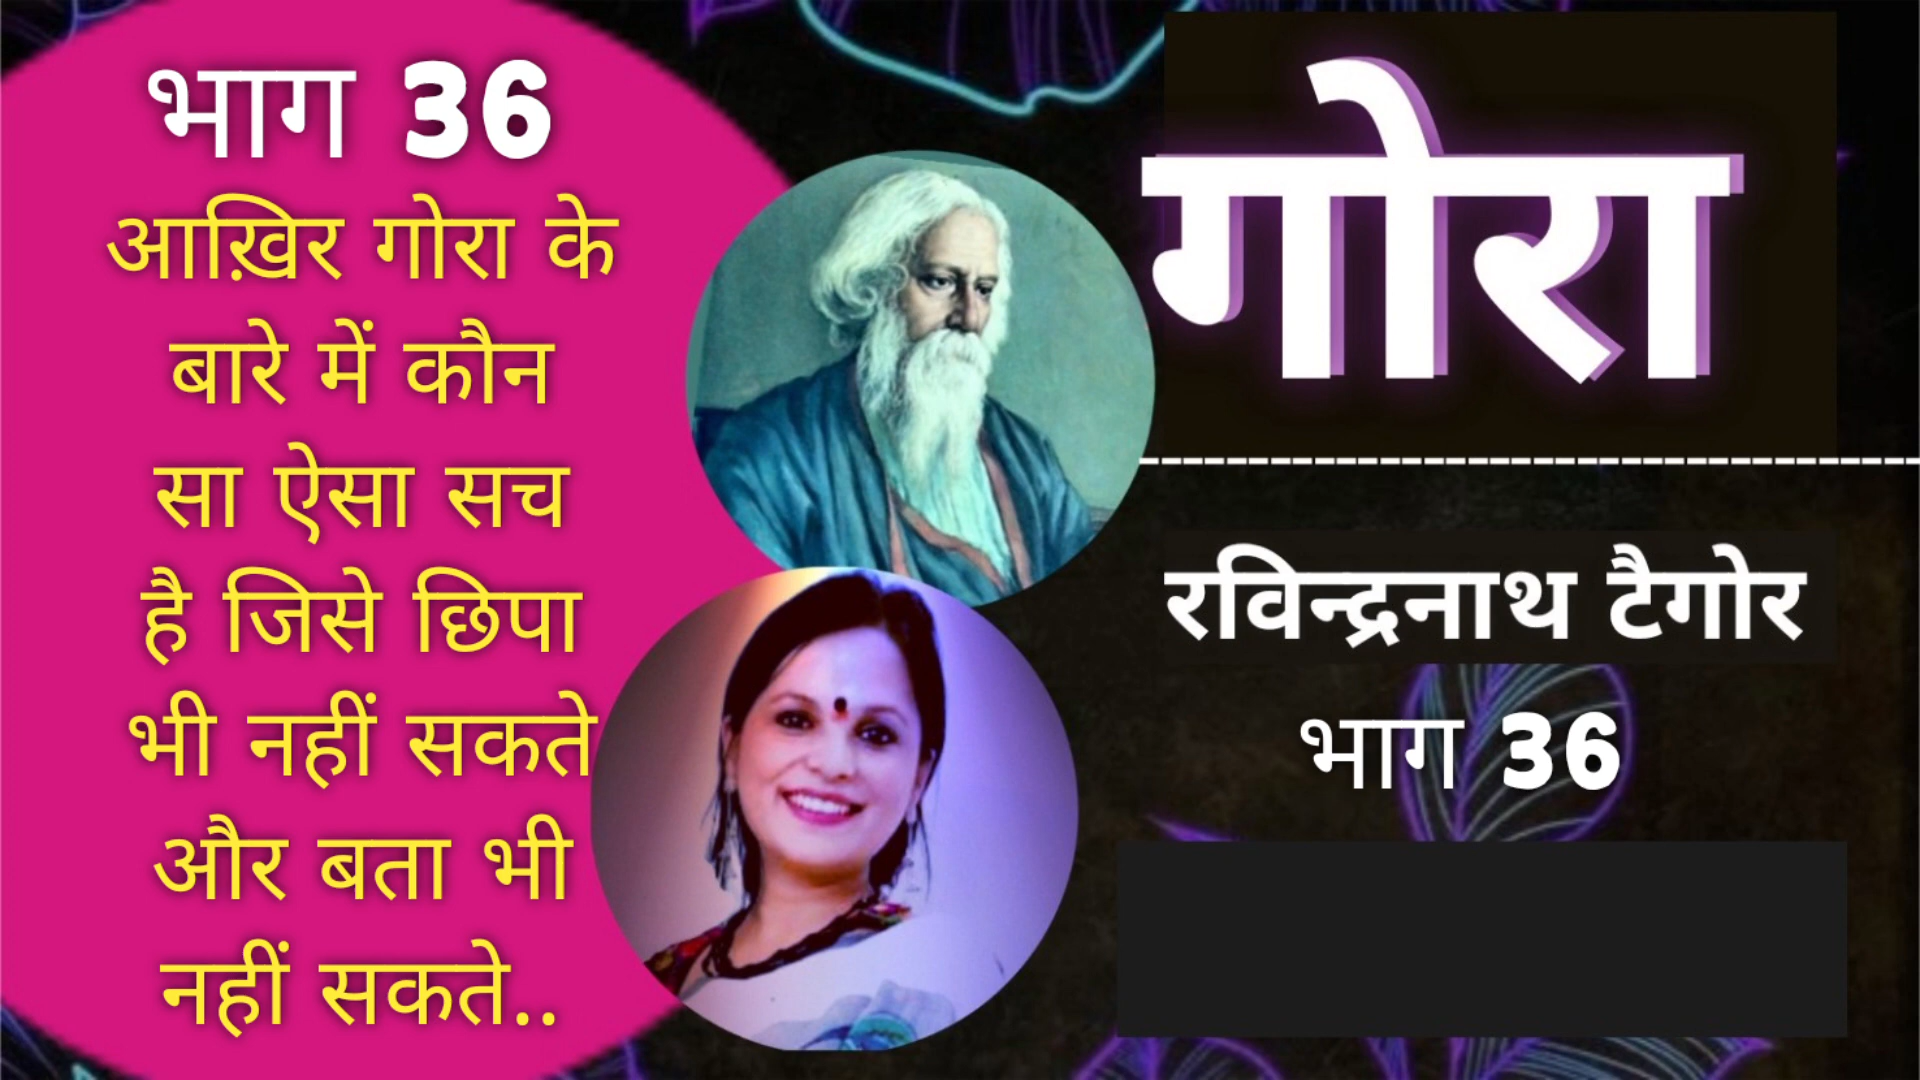 भाग 36
आख़िर गोरा के
बारे में कौन
सा ऐसा सच
है जिसे छिपा
भी नहीं सकते
और बता भी
नहीं सकते..
गोरा
रविन्द्रनाथ टैगोर
भाग 36